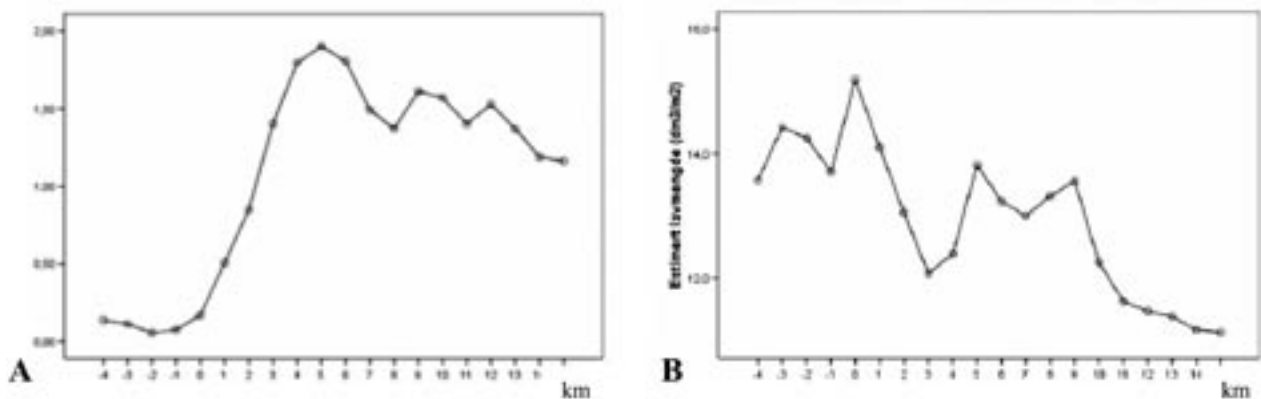 2,00
1,50
1,00
0,50
0,00
-4 -3 -2 -1 0 1 2 3 4 5 6 7 8 9 10 11 12 13 1
km
A
16,0
14,0
12,0
Estimert lavmengde (dm3/m2)
-4 -3 -2 -1 0 1 2 3 4 5 6 7 8 9 10 11 12 13 14
km
B